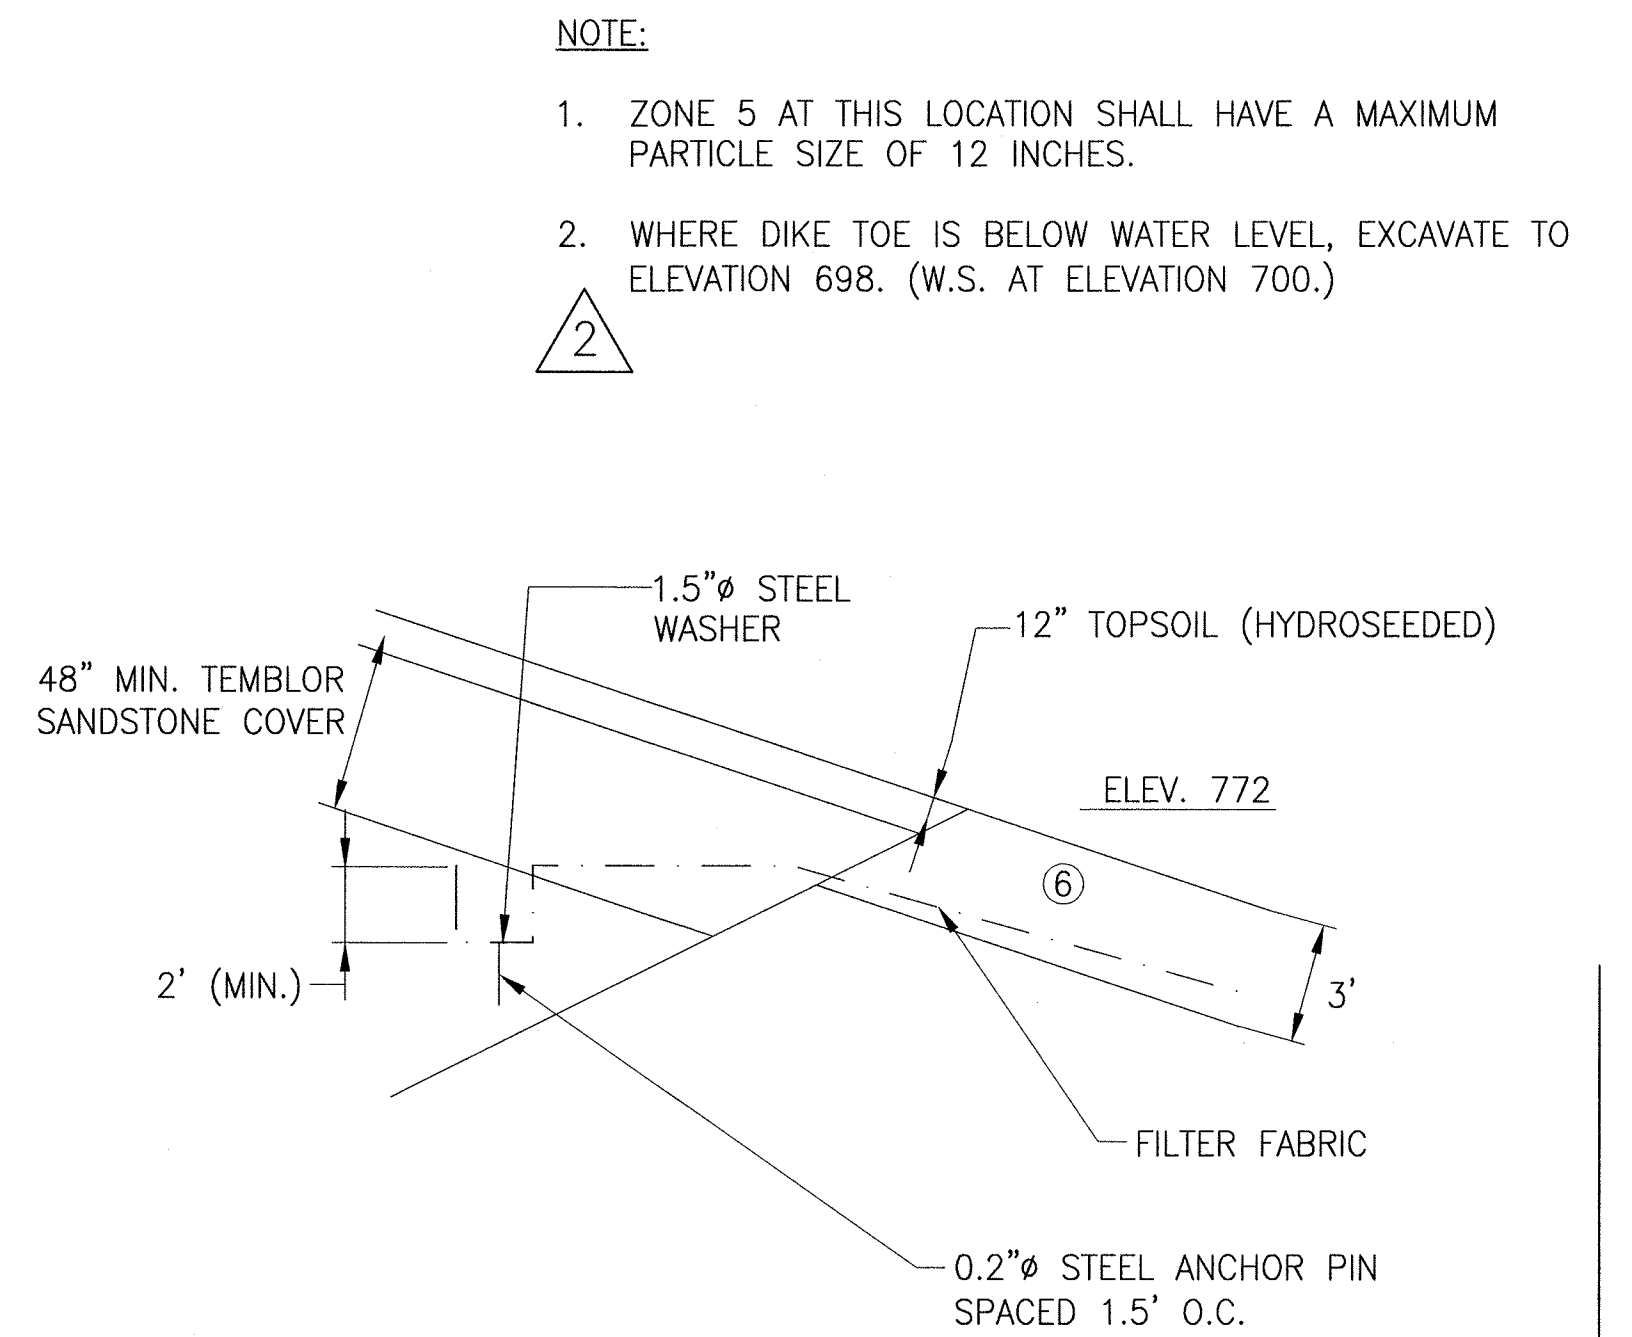 NOTE:
1. ZONE 5 AT THIS LOCATION SHALL HAVE A MAXIMUM
PARTICLE SIZE OF 12 INCHES.
2. WHERE DIKE TOE IS BELOW WATER LEVEL, EXCAVATE TO
ELEVATION 698. (W.S. AT ELEVATION 700.)
2
1.5"ø STEEL
WASHER
12" TOPSOIL (HYDROSEEDED)
48" MIN. TEMBLOR
SANDSTONE COVER
ELEV. 772
6
2' (MIN.)
3'
FILTER FABRIC
0.2"ø STEEL ANCHOR PIN
SPACED 1.5' O.C.